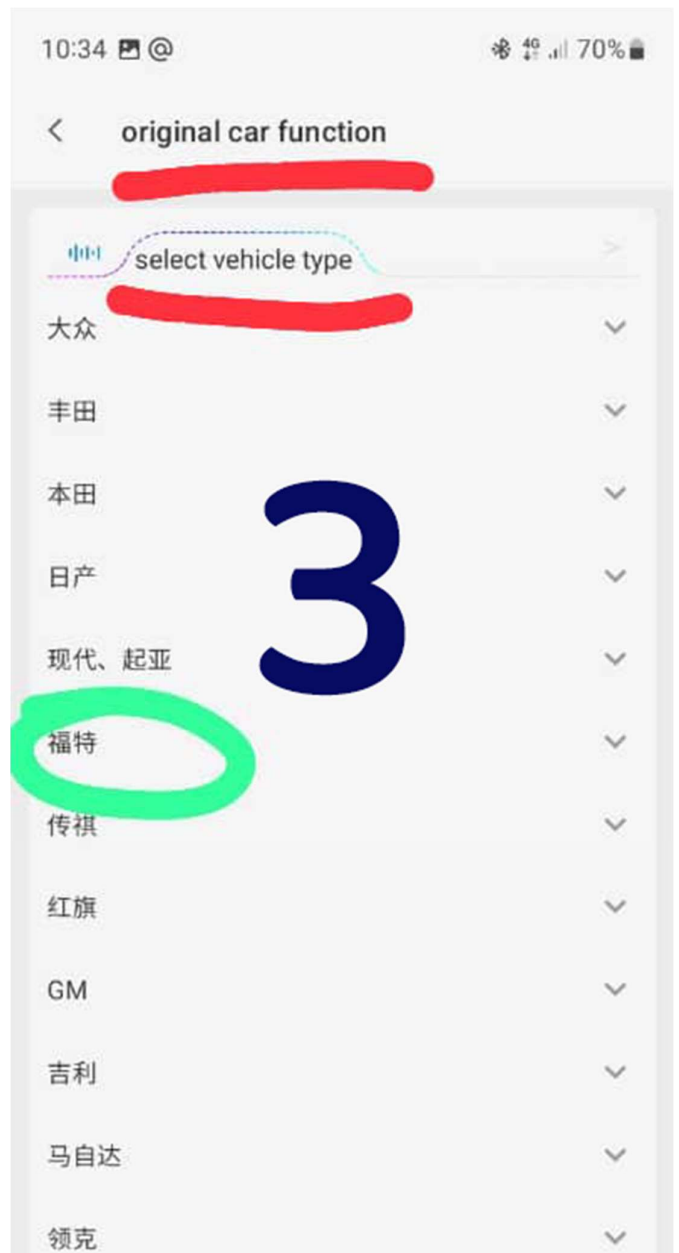 10:34 @ 4G 70%
original car function
select vehicle type
大众
丰田
本田
日产
现代、起亚
福特
传祺
红旗
GM
吉利
马自达
领克
3